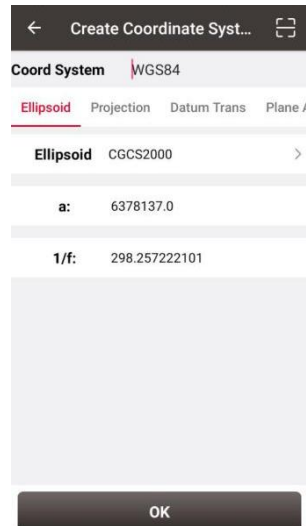 Create Coordinate Syst...
Coord System WGS84
Ellipsoid Projection Datum Trans Plane A
Ellipsoid CGCS2000
a: 6378137.0
1/f: 298.257222101
OK